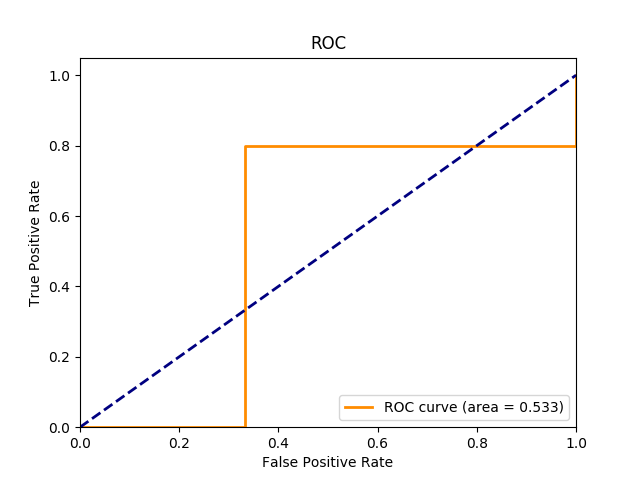 ROC
1.0
0.8
0.6
0.4
0.2
0.0
True Positive Rate
ROC curve (area = 0.533)
0.0 0.2 0.4 0.6 0.8 1.0
False Positive Rate